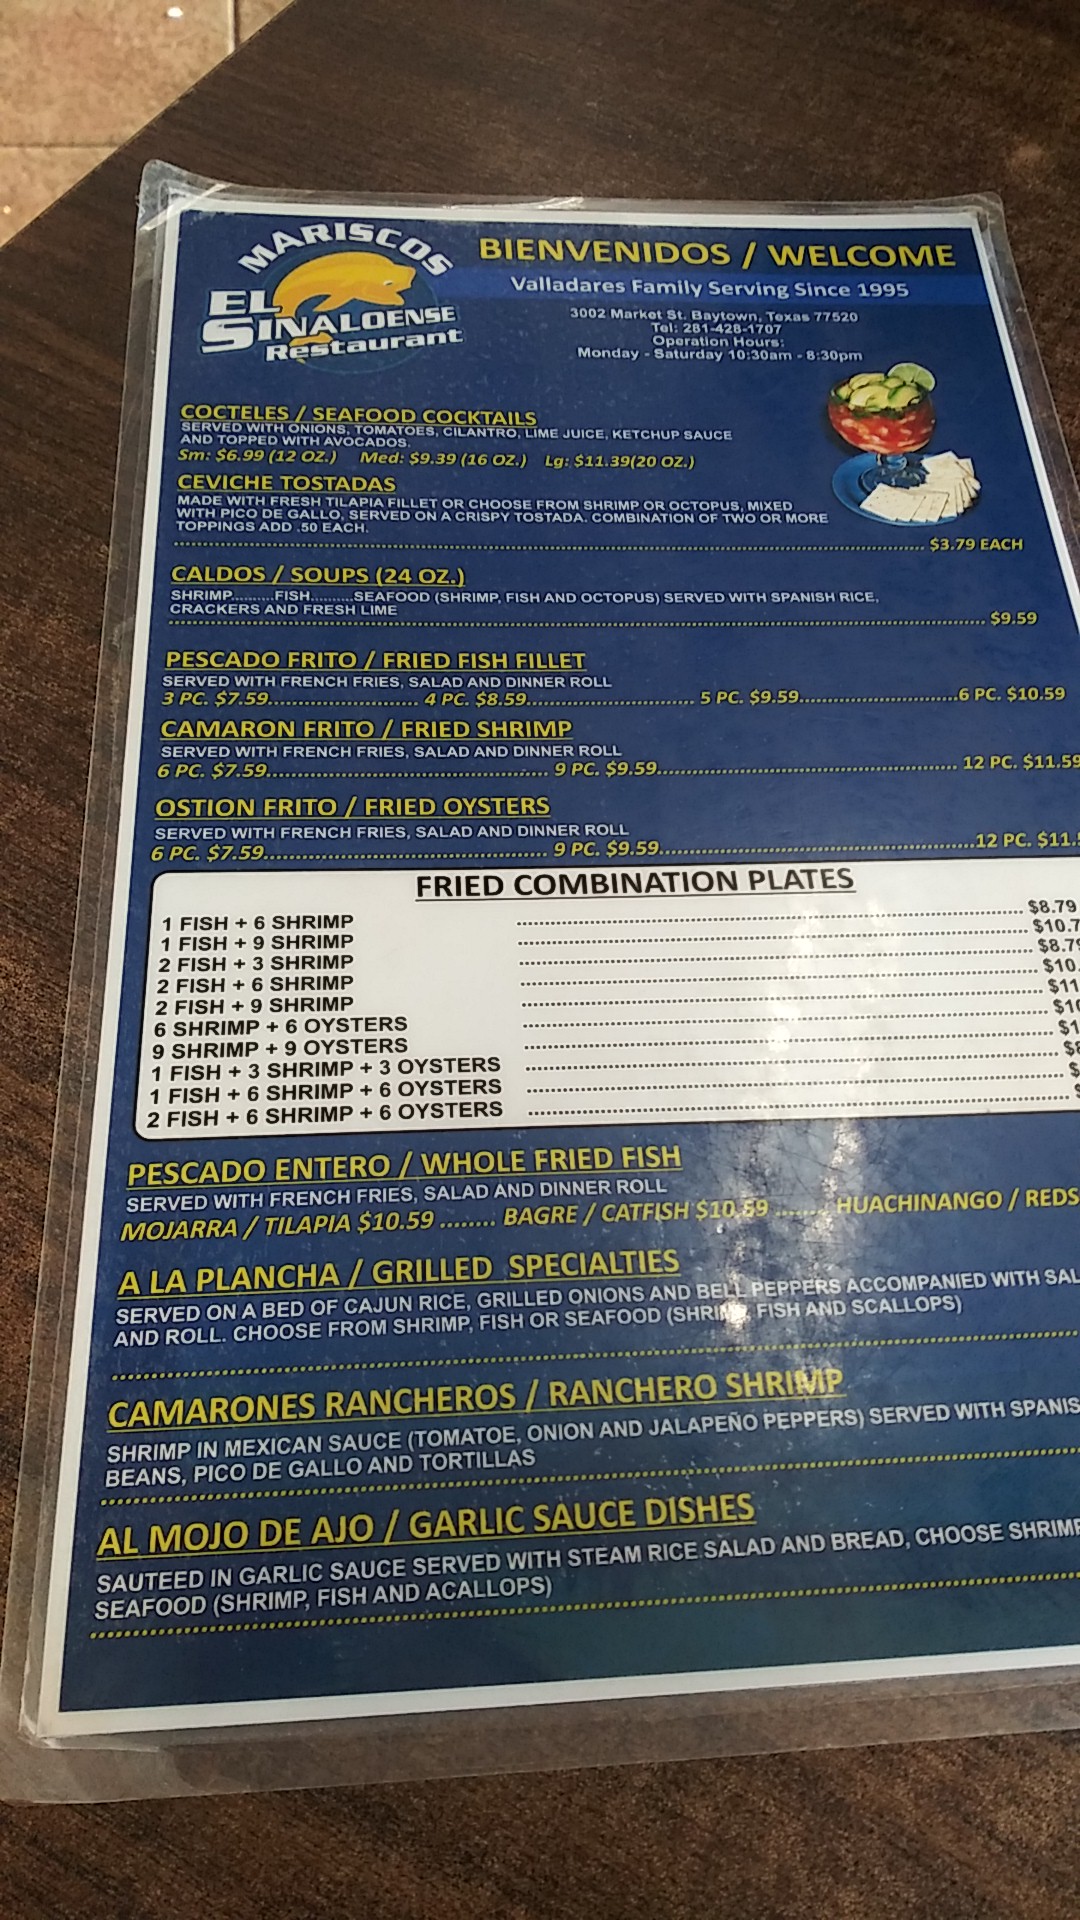 MARISCOS
EL
SINALOENSE
Restaurant
BIENVENIDOS / WELCOME
Valladares Family Serving Since 1995
3002 Market St. Baytown, Texas 77520
Tel: 281-428-1707
Operation Hours:
Monday - Saturday 10:30am - 8:30pm
COCTELES / SEAFOOD COCKTAILS
SERVED WITH ONIONS, TOMATOES, CILANTRO, LIME JUICE, KETCHUP SAUCE
AND TOPPED WITH AVOCADOS.
Sm: $6.99 (12 OZ.) Med: $9.39 (16 OZ.) Lg: $11.39(20 OZ.)
CEVICHE TOSTADAS
MADE WITH FRESH TILAPIA FILLET OR CHOOSE FROM SHRIMP OR OCTOPUS, MIXED
WITH PICO DE GALLO, SERVED ON A CRISPY TOSTADA. COMBINATION OF TWO OR MORE
TOPPINGS ADD .50 EACH.
$3.79 EACH
CALDOS / SOUPS (24 OZ.)
SHRIMP..........FISH..........SEAFOOD (SHRIMP, FISH AND OCTOPUS) SERVED WITH SPANISH RICE,
CRACKERS AND FRESH LIME
$9.59
PESCADO FRITO / FRIED FISH FILLET
SERVED WITH FRENCH FRIES, SALAD AND DINNER ROLL
3 PC. $7.59.......................... 4 PC. $8.59............................. 5 PC. $9.59...........................6 PC. $10.59
CAMARON FRITO / FRIED SHRIMP
SERVED WITH FRENCH FRIES, SALAD AND DINNER ROLL
6 PC. $7.59................................................ 9 PC. $9.59.................................................... 12 PC. $11.59
OSTION FRITO / FRIED OYSTERS
SERVED WITH FRENCH FRIES, SALAD AND DINNER ROLL
6 PC. $7.59................................................ 9 PC. $9.59.....................................................12 PC. $11.
FRIED COMBINATION PLATES
1 FISH + 6 SHRIMP ........ $8.79
1 FISH + 9 SHRIMP ........ $10.7
2 FISH + 3 SHRIMP ........ $8.79
2 FISH + 6 SHRIMP ........ $10.
2 FISH + 9 SHRIMP ........ $11
6 SHRIMP + 6 OYSTERS ........ $10
9 SHRIMP + 9 OYSTERS ........ $1
1 FISH + 3 SHRIMP + 3 OYSTERS ........ $8
1 FISH + 6 SHRIMP + 6 OYSTERS ........ $
2 FISH + 6 SHRIMP + 6 OYSTERS ........
PESCADO ENTERO / WHOLE FRIED FISH
SERVED WITH FRENCH FRIES, SALAD AND DINNER ROLL
MOJARRA / TILAPIA $10.59 ........ BAGRE / CATFISH $10.59 ........ HUACHINANGO / REDS
A LA PLANCHA / GRILLED SPECIALTIES
SERVED ON A BED OF CAJUN RICE, GRILLED ONIONS AND BELL PEPPERS ACCOMPANIED WITH SAL
AND ROLL. CHOOSE FROM SHRIMP, FISH OR SEAFOOD (SHRIMP, FISH AND SCALLOPS)
CAMARONES RANCHEROS / RANCHERO SHRIMP
SHRIMP IN MEXICAN SAUCE (TOMATOE, ONION AND JALAPEÑO PEPPERS) SERVED WITH SPANIS
BEANS, PICO DE GALLO AND TORTILLAS
AL MOJO DE AJO / GARLIC SAUCE DISHES
SAUTEED IN GARLIC SAUCE SERVED WITH STEAM RICE SALAD AND BREAD, CHOOSE SHRIMP
SEAFOOD (SHRIMP, FISH AND ACALLOPS)